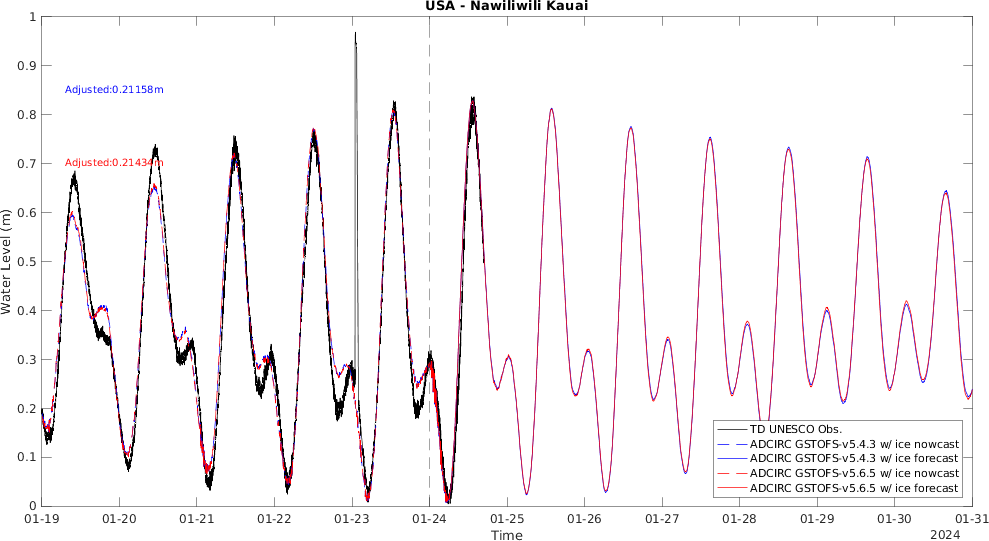 USA - Nawiliwili Kauai
1
0.9
0.8
0.7
0.6
0.5
0.4
0.3
0.2
0.1
0
Water Level (m)
Adjusted:0.21158m
Adjusted:0.21434m
TD UNESCO Obs.
ADCIRC GSTOFS-v5.4.3 w/ ice nowcast
ADCIRC GSTOFS-v5.4.3 w/ ice forecast
ADCIRC GSTOFS-v5.6.5 w/ ice nowcast
ADCIRC GSTOFS-v5.6.5 w/ ice forecast
01-19 01-20 01-21 01-22 01-23 01-24 01-25 01-26 01-27 01-28 01-29 01-30 01-31
Time
2024